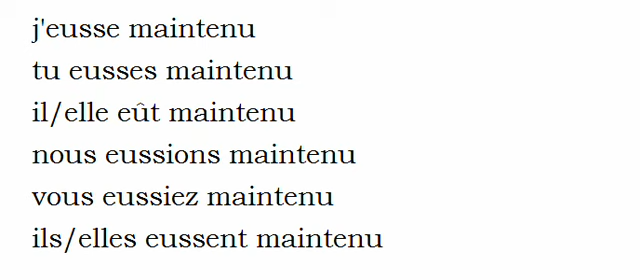 j'eusse maintenu
tu eusses maintenu
il/elle eût maintenu
nous eussions maintenu
vous eussiez maintenu
ils/elles eussent maintenu